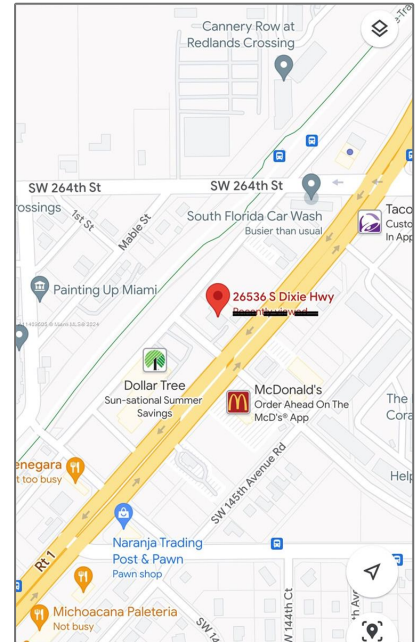 Cannery Row at
Redlands Crossing
SW 264th St
SW 264th St
rossings
1st St
Mable St
South Florida Car Wash
Busier than usual
Taco
Custo
In App
Painting Up Miami
26536 S Dixie Hwy
Dollar Tree
Sun-sational Summer
Savings
McDonald's
Order Ahead On The
McD's® App
The
Cora
enegara
t too busy
SW 145th Avenue Rd
Help
Naranja Trading
Post & Pawn
Pawn shop
Rt 1
Michoacana Paleteria
Not busy
SW 14
W 144th Ct
th Av